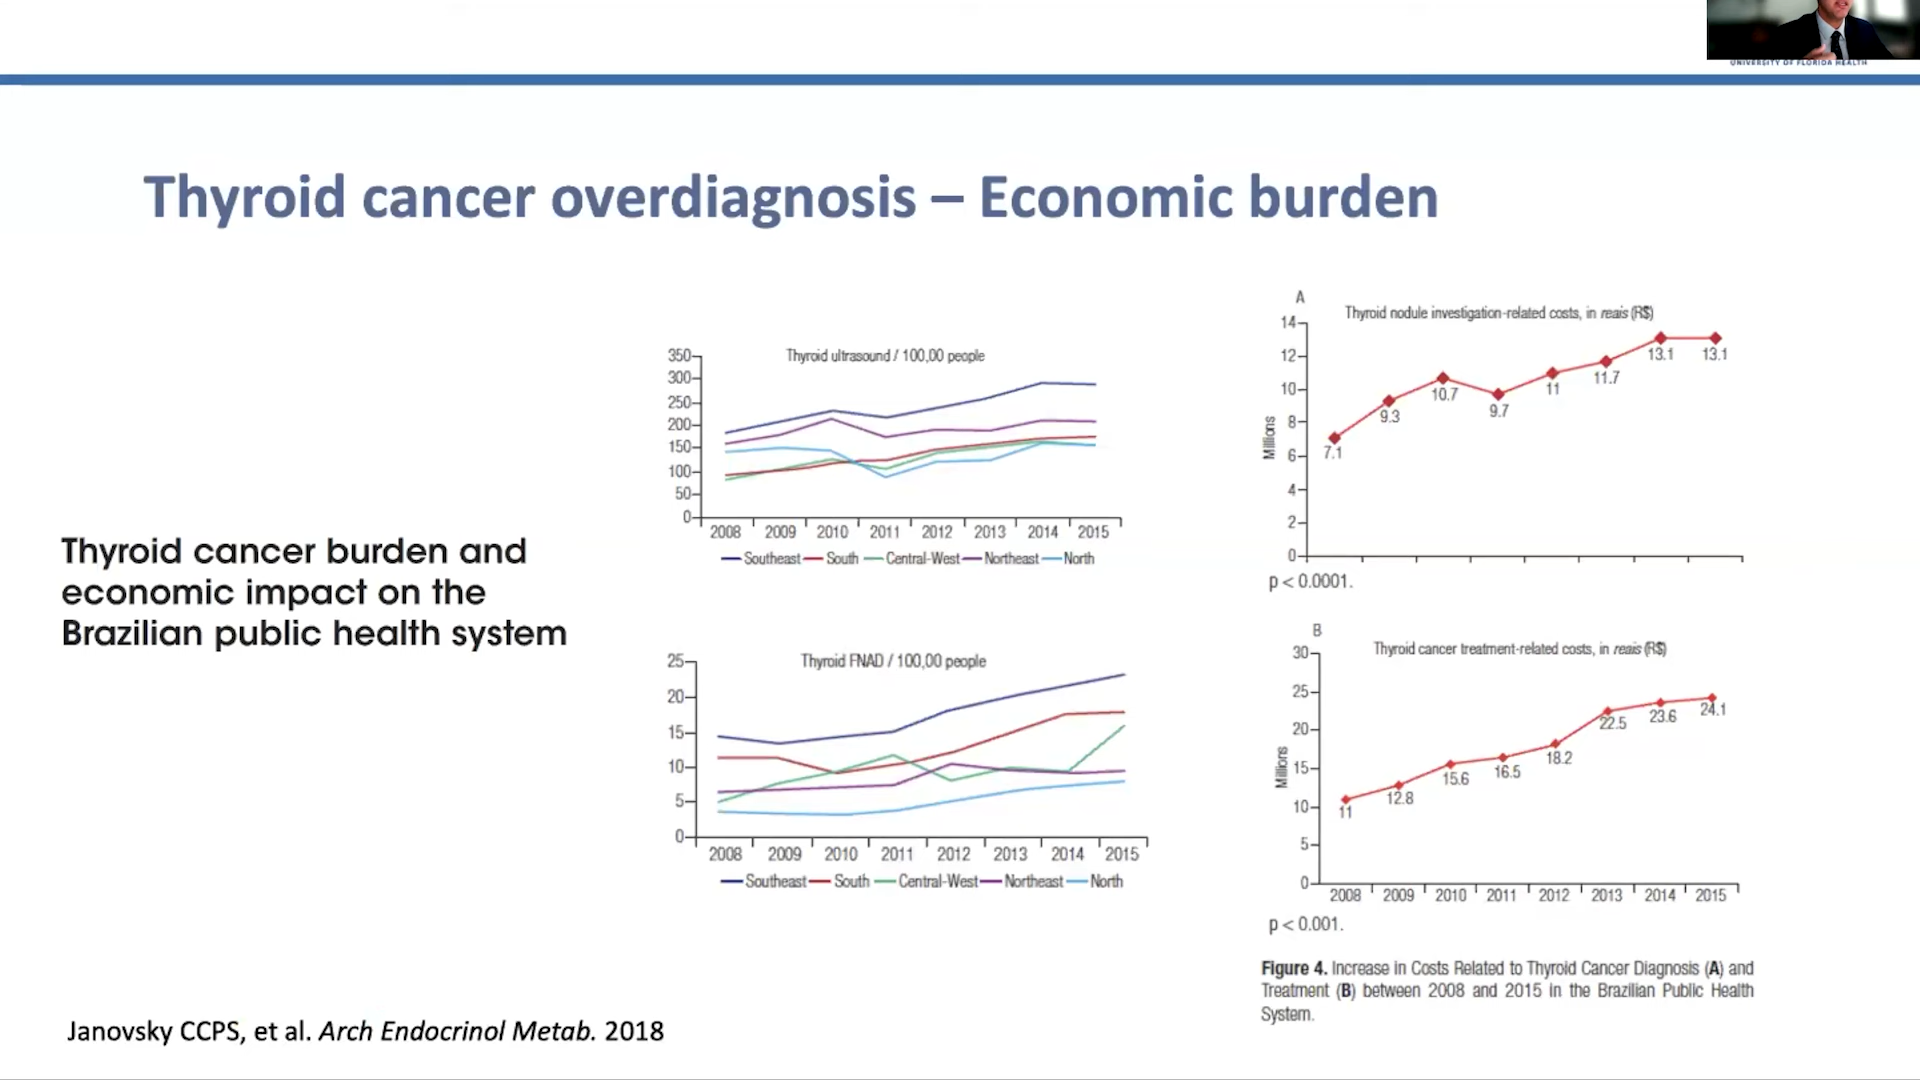 UNIVERSITY OF FLORIDA HEALTH
Thyroid cancer overdiagnosis – Economic burden
Thyroid cancer burden and
economic impact on the
Brazilian public health system
Thyroid ultrasound / 100,00 people
350
300
250
200
150
100
50
0
2008 2009 2010 2011 2012 2013 2014 2015
Southeast South Central-West Northeast North
Thyroid FNAD / 100,00 people
25
20
15
10
5
0
2008 2009 2010 2011 2012 2013 2014 2015
Southeast South Central-West Northeast North
A
Thyroid nodule investigation-related costs, in reais (R$)
Millions
14
12
10
8
6
4
2
0
7.1 9.3 10.7 9.7 11 11.7 13.1 13.1
p < 0.0001.
B
Thyroid cancer treatment-related costs, in reais (R$)
Millions
30
25
20
15
10
5
0
11 12.8 15.6 16.5 18.2 22.5 23.6 24.1
2008 2009 2010 2011 2012 2013 2014 2015
p < 0.001.
Figure 4. Increase in Costs Related to Thyroid Cancer Diagnosis (A) and
Treatment (B) between 2008 and 2015 in the Brazilian Public Health
System.
Janovsky CCPS, et al. Arch Endocrinol Metab. 2018